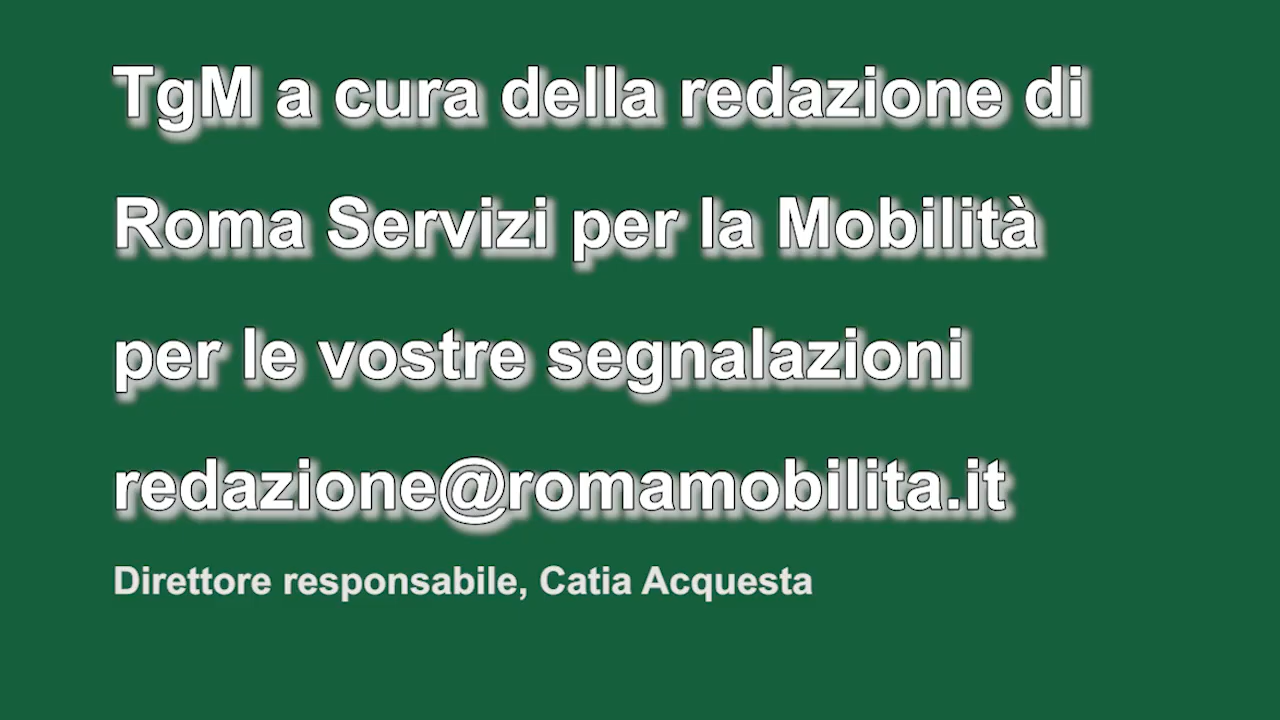 TgM a cura della redazione di
Roma Servizi per la Mobilità
per le vostre segnalazioni
redazione@romamobilita.it
Direttore responsabile, Catia Acquesta